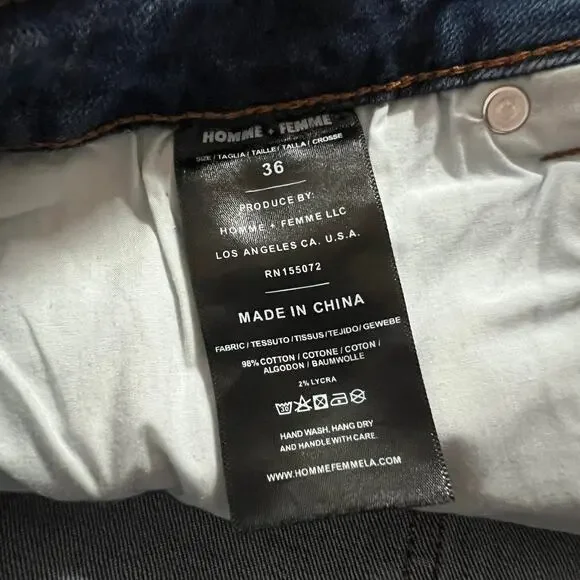 HOMME + FEMME
SIZE / TAGLIA / TAILLE / TALLA / GROSSE
36
PRODUCE BY:
HOMME + FEMME LLC
LOS ANGELES CA. U.S.A.
RN155072
MADE IN CHINA
FABRIC / TESSUTO / TISSUS / TEJIDO / GEWEBE
98% COTTON / COTONE / COTON /
ALGODON / BAUMWOLLE
2% LYCRA
30
HAND WASH, HANG DRY
AND HANDLE WITH CARE.
WWW.HOMMEFEMMELA.COM